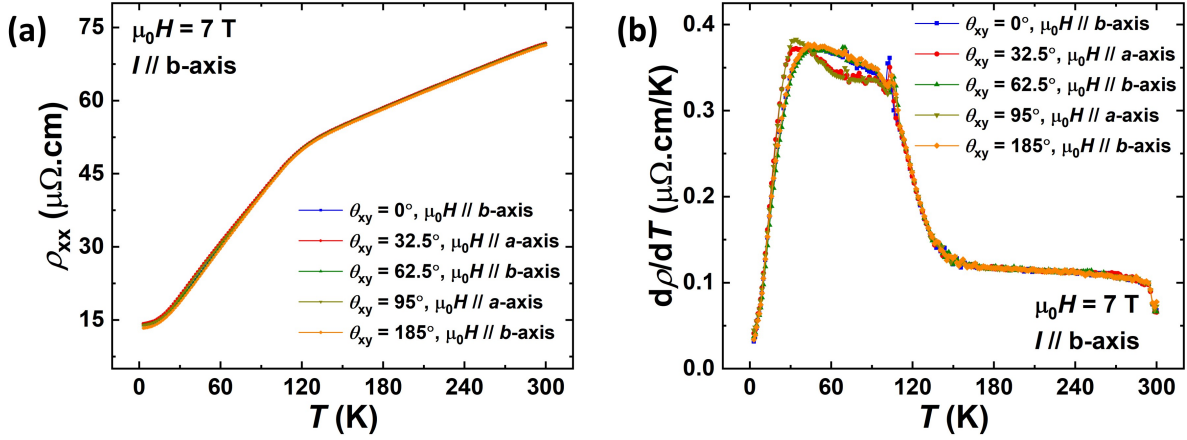 (a)
75
60
45
30
15
ρxx (μΩ.cm)
μ0H = 7 T
I // b-axis
θxy = 0°, μ0H // b-axis
θxy = 32.5°, μ0H // a-axis
θxy = 62.5°, μ0H // b-axis
θxy = 95°, μ0H // a-axis
θxy = 185°, μ0H // b-axis
0 60 120 180 240 300
T (K)
(b)
0.4
0.3
0.2
0.1
0.0
dρ/dT (μΩ.cm/K)
θxy = 0°, μ0H // b-axis
θxy = 32.5°, μ0H // a-axis
θxy = 62.5°, μ0H // b-axis
θxy = 95°, μ0H // a-axis
θxy = 185°, μ0H // b-axis
μ0H = 7 T
I // b-axis
0 60 120 180 240 300
T (K)